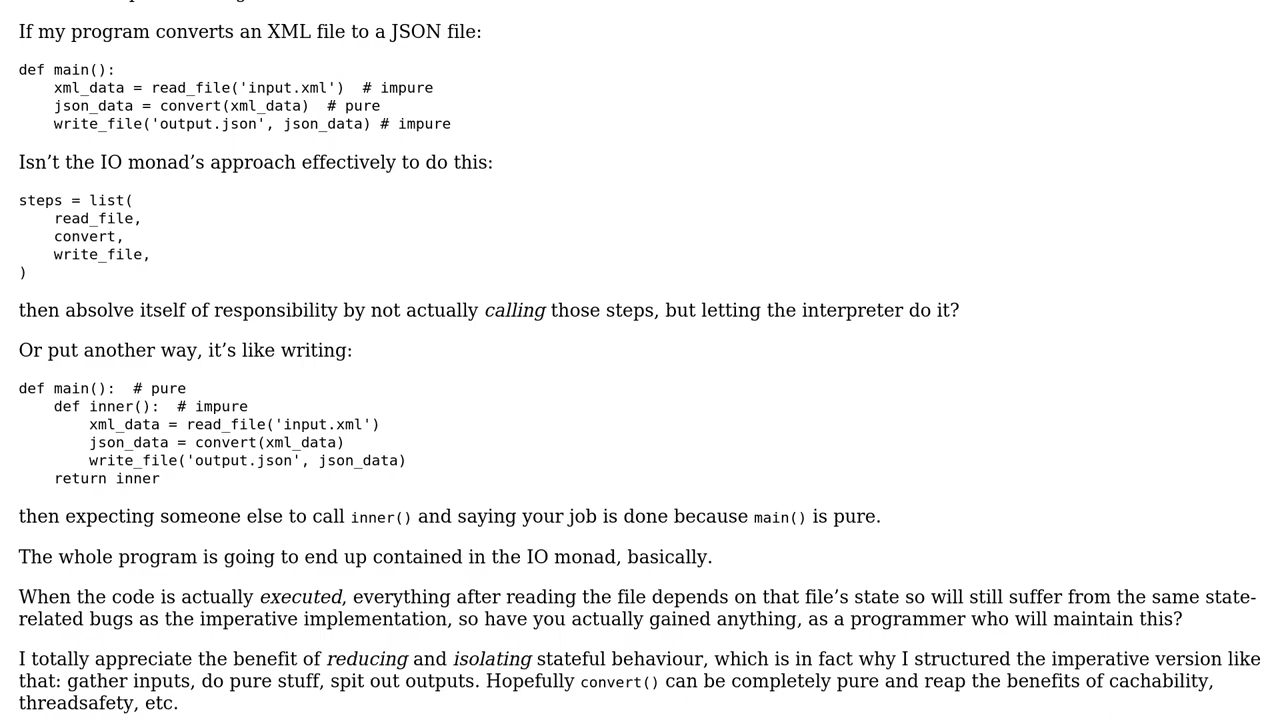 If my program converts an XML file to a JSON file:
def main():
    xml_data = read_file('input.xml')  # impure
    json_data = convert(xml_data)  # pure
    write_file('output.json', json_data) # impure
Isn’t the IO monad’s approach effectively to do this:
steps = list(
    read_file,
    convert,
    write_file,
)
then absolve itself of responsibility by not actually calling those steps, but letting the interpreter do it?
Or put another way, it’s like writing:
def main():  # pure
    def inner():  # impure
        xml_data = read_file('input.xml')
        json_data = convert(xml_data)
        write_file('output.json', json_data)
    return inner
then expecting someone else to call inner() and saying your job is done because main() is pure.
The whole program is going to end up contained in the IO monad, basically.
When the code is actually executed, everything after reading the file depends on that file’s state so will still suffer from the same state-
related bugs as the imperative implementation, so have you actually gained anything, as a programmer who will maintain this?
I totally appreciate the benefit of reducing and isolating stateful behaviour, which is in fact why I structured the imperative version like
that: gather inputs, do pure stuff, spit out outputs. Hopefully convert() can be completely pure and reap the benefits of cachability,
threadsafety, etc.